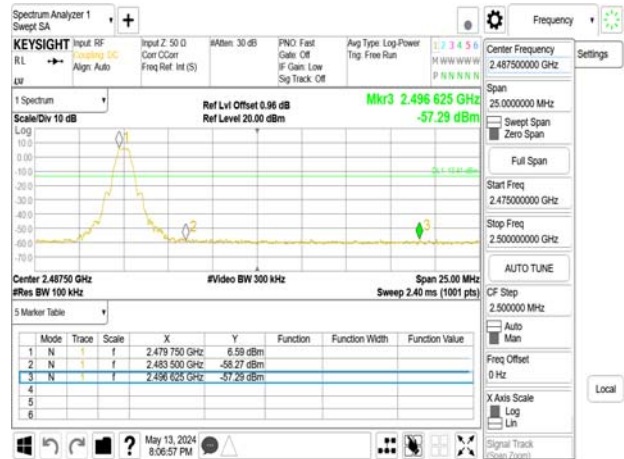 Spectrum Analyzer 1
Swept SA
Frequency
KEYSIGHT
Input: RF
Coupling: DC
Align: Auto
Input Z: 50 Ω
Corr CCorr
Freq Ref: Int (S)
#Atten: 30 dB
PNO: Fast
Gate: Off
IF Gain: Low
Sig Track: Off
Avg Type: Log-Power
Trig: Free Run
1 2 3 4 5 6
M W W W W W
P N N N N N
RL
1 Spectrum
Scale/Div 10 dB
Ref Lvl Offset 0.96 dB
Ref Level 20.00 dBm
Mkr3 2.496 625 GHz
-57.29 dBm
Log
10.0
0.00
-10.0
-20.0
-30.0
-40.0
-50.0
-60.0
-70.0
1
2
3
Center 2.48750 GHz
#Res BW 100 kHz
#Video BW 300 kHz
Span 25.00 MHz
Sweep 2.40 ms (1001 pts)
5 Marker Table
Mode Trace Scale X Y Function Function Width Function Value
1 N 1 f 2.479 750 GHz 6.59 dBm
2 N 1 f 2.483 500 GHz -58.27 dBm
3 N 1 f 2.496 625 GHz -57.29 dBm
4
5
6
May 13, 2024
8:06:57 PM
Center Frequency
2.487500000 GHz
Settings
Span
25.0000000 MHz
Swept Span
Zero Span
Full Span
Start Freq
2.475000000 GHz
Stop Freq
2.500000000 GHz
AUTO TUNE
CF Step
2.500000 MHz
Auto
Man
Freq Offset
0 Hz
X Axis Scale
Log
Lin
Local
Signal Track
(Span Zoom)